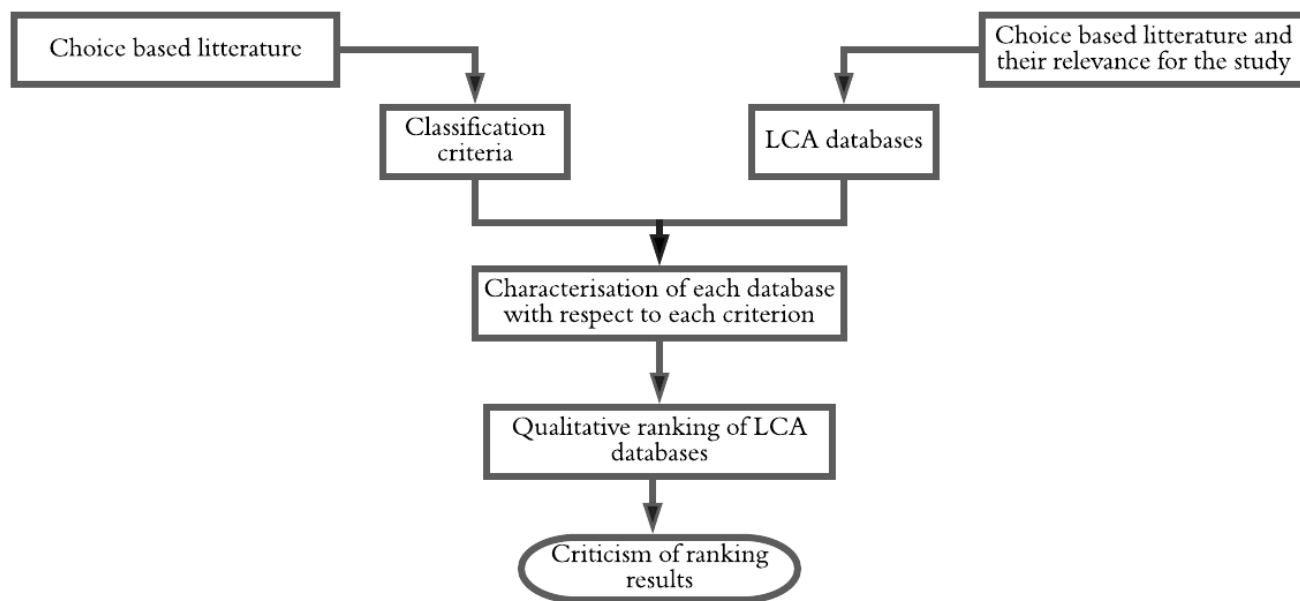 Choice based litterature
Choice based litterature and
their relevance for the study
Classification
criteria
LCA databases
Characterisation of each database
with respect to each criterion
Qualitative ranking of LCA
databases
Criticism of ranking
results